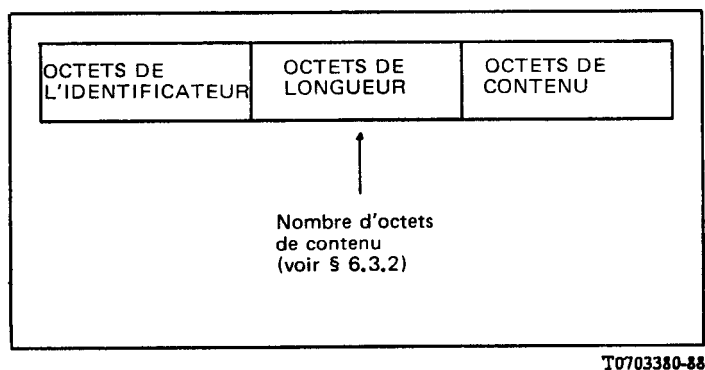 OCTETS DE
L'IDENTIFICATEUR
OCTETS DE
LONGUEUR
OCTETS DE
CONTENU
Nombre d'octets
de contenu
(voir § 6.3.2)
T0703380-88